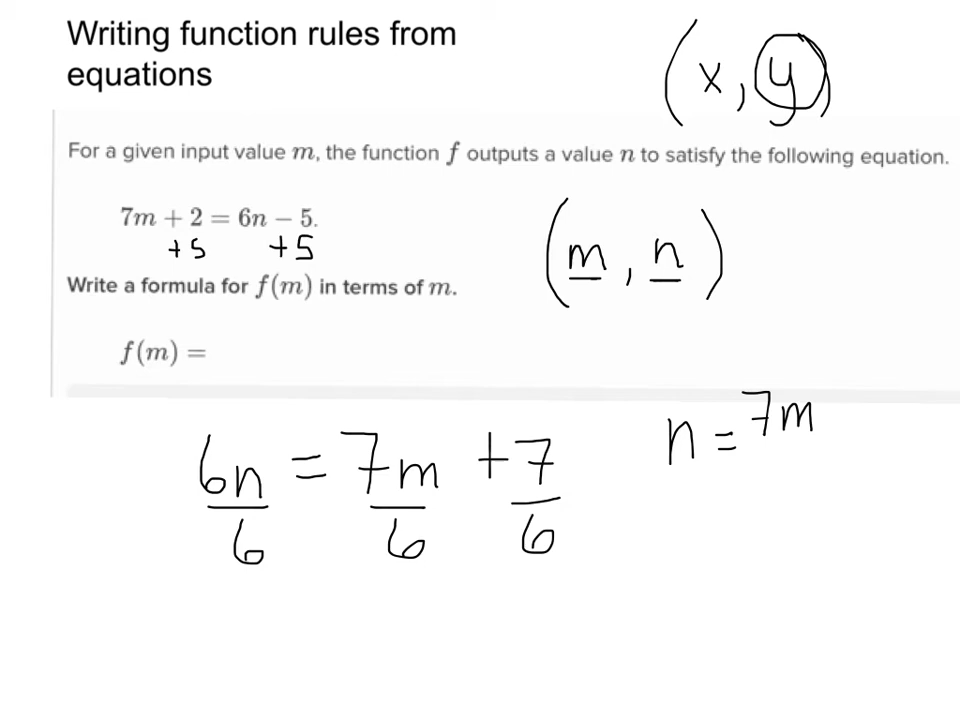 Writing function rules from
equations
(x, y)
For a given input value m, the function f outputs a value n to satisfy the following equation.
7m + 2 = 6n − 5.
+5 +5
(m, n)
Write a formula for f(m) in terms of m.
f(m) =
6n/6 = 7m/6 + 7/6
n = 7m